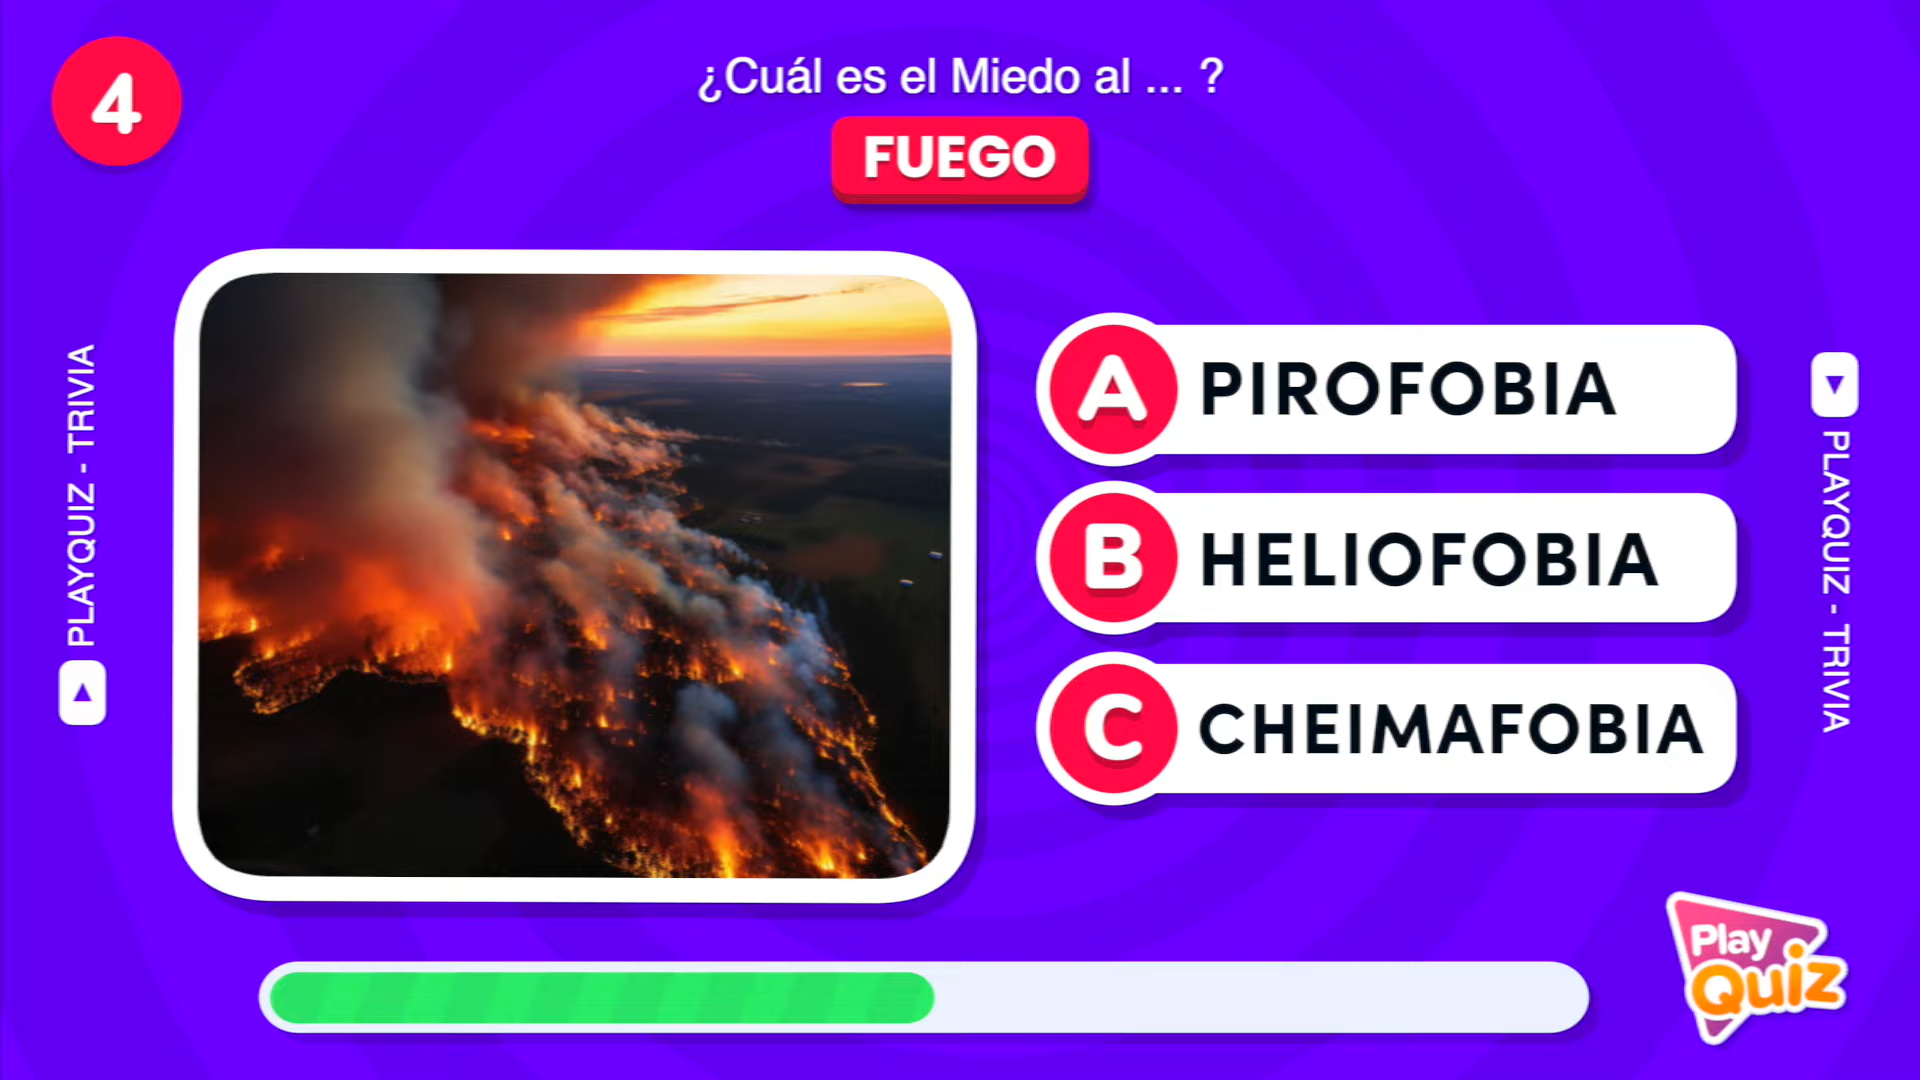 4
¿Cuál es el Miedo al ... ?
FUEGO
PLAYQUIZ - TRIVIA
A PIROFOBIA
B HELIOFOBIA
C CHEIMAFOBIA
PLAYQUIZ - TRIVIA
Play
Quiz